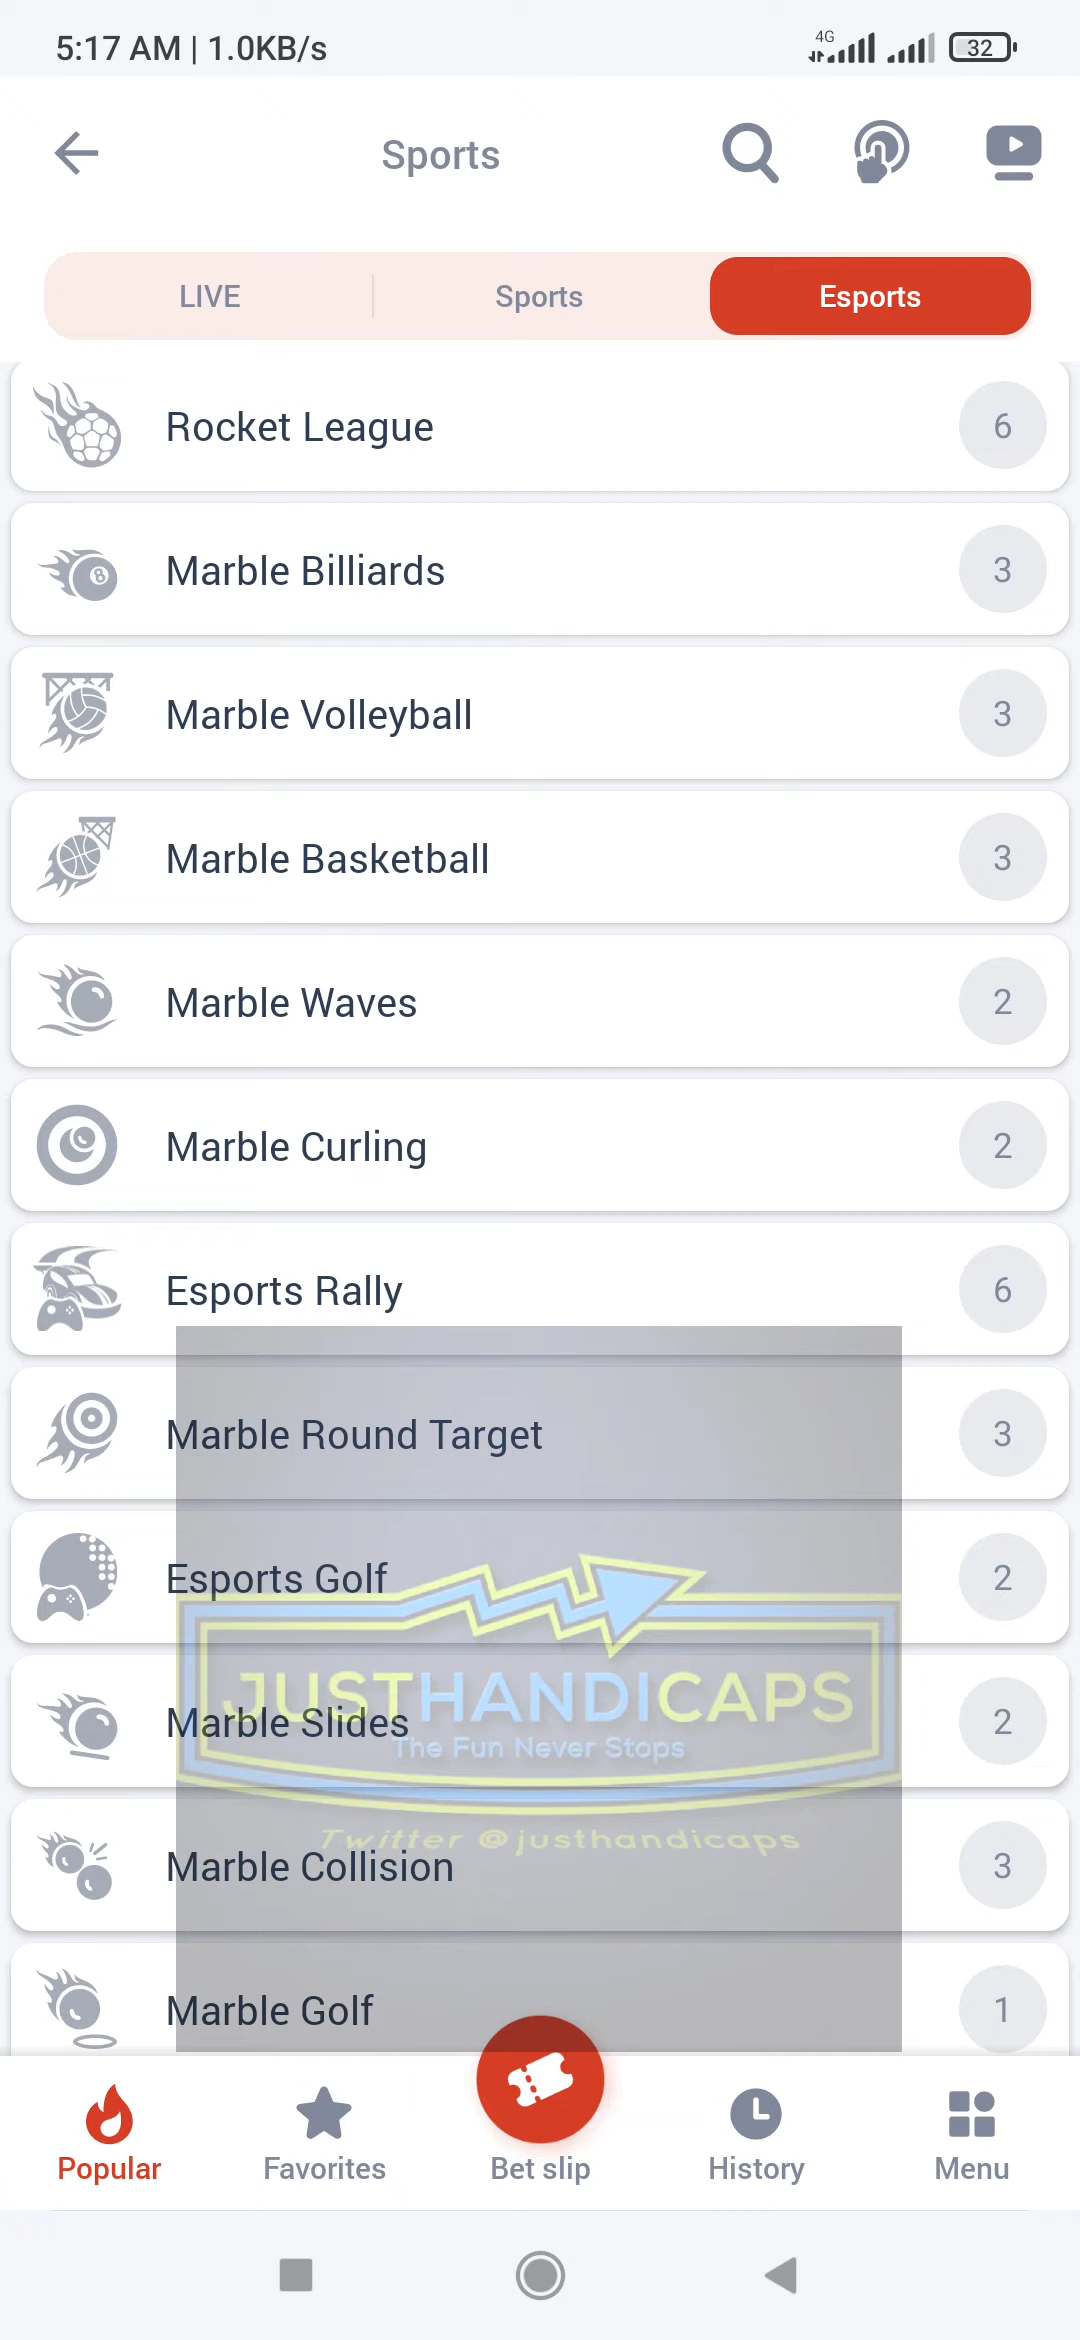 5:17 AM | 1.0KB/s
4G
32
Sports
LIVE
Sports
Esports
Rocket League
6
Marble Billiards
3
Marble Volleyball
3
Marble Basketball
3
Marble Waves
2
Marble Curling
2
Esports Rally
6
Marble Round Target
3
Esports Golf
2
JUSTHANDICAPS
Marble Slides
2
The Fun Never Stops
Twitter @justhandicaps
Marble Collision
3
Marble Golf
1
Popular
Favorites
Bet slip
History
Menu